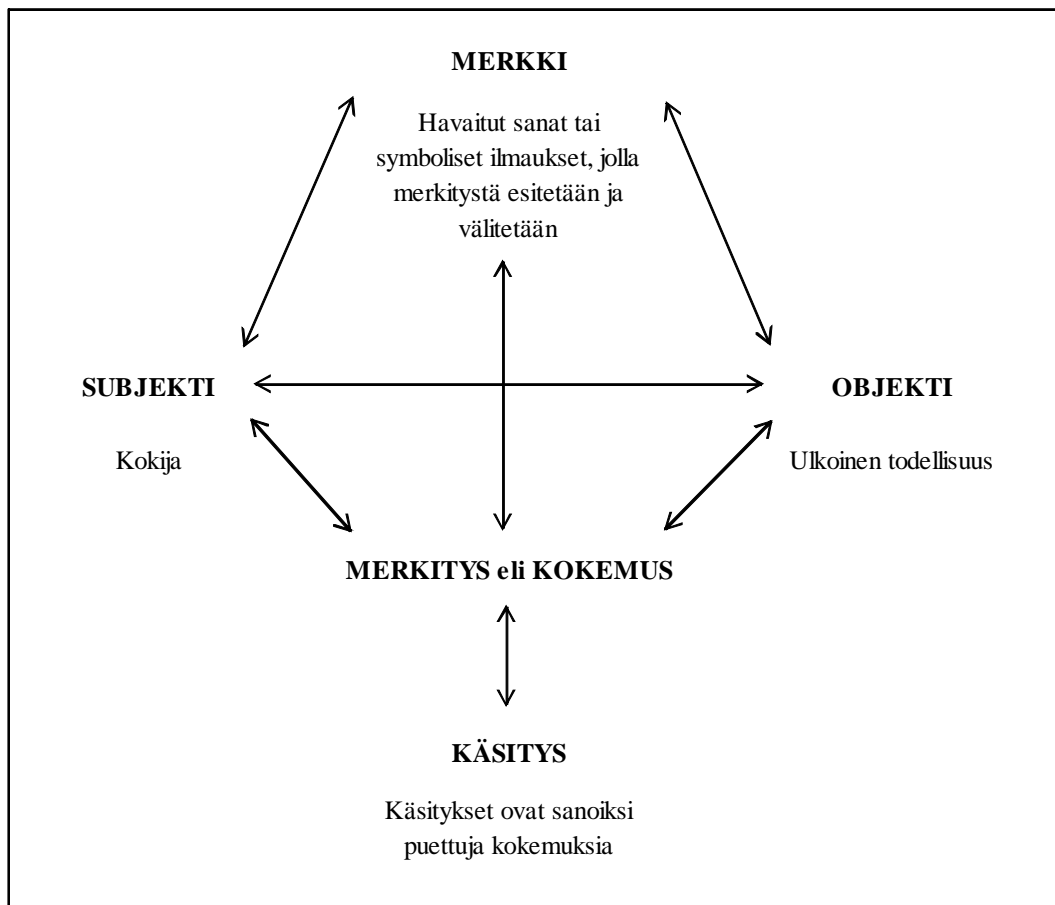 MERKKI
Havaitut sanat tai
symboliset ilmaukset, jolla
merkitystä esitetään ja
välitetään
SUBJEKTI
OBJEKTI
Kokija
Ulkoinen todellisuus
MERKITYS eli KOKEMUS
KÄSITYS
Käsitykset ovat sanoiksi
puettuja kokemuksia